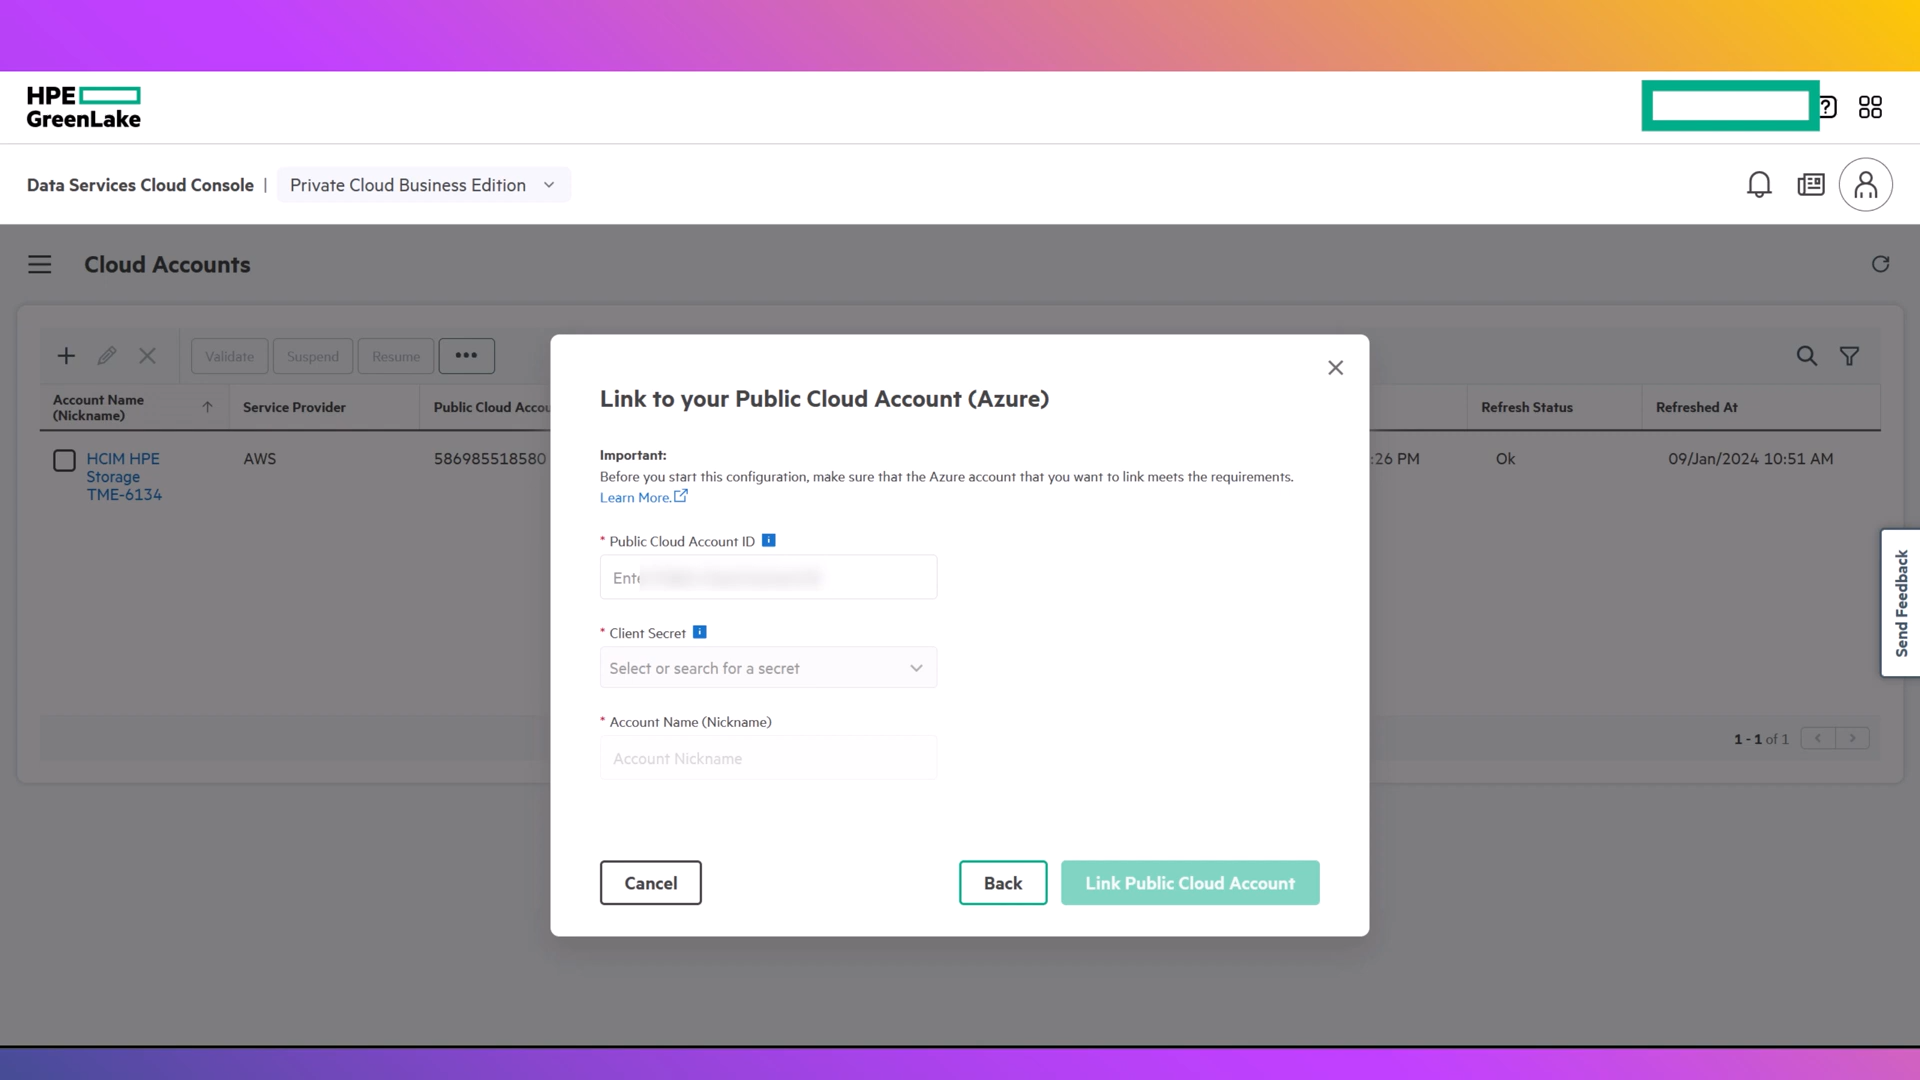 HPE
GreenLake
?
Data Services Cloud Console | Private Cloud Business Edition
Cloud Accounts
Validate
Suspend
Resume
Account Name
(Nickname)
Service Provider
Public Cloud Accou
Refresh Status
Refreshed At
HCIM HPE
Storage
TME-6134
AWS
586985518580
:26 PM
Ok
09/Jan/2024 10:51 AM
1 - 1 of 1
Send Feedback
Link to your Public Cloud Account (Azure)
Important:
Before you start this configuration, make sure that the Azure account that you want to link meets the requirements.
Learn More.
* Public Cloud Account ID
Ente
* Client Secret
Select or search for a secret
* Account Name (Nickname)
Account Nickname
Cancel
Back
Link Public Cloud Account